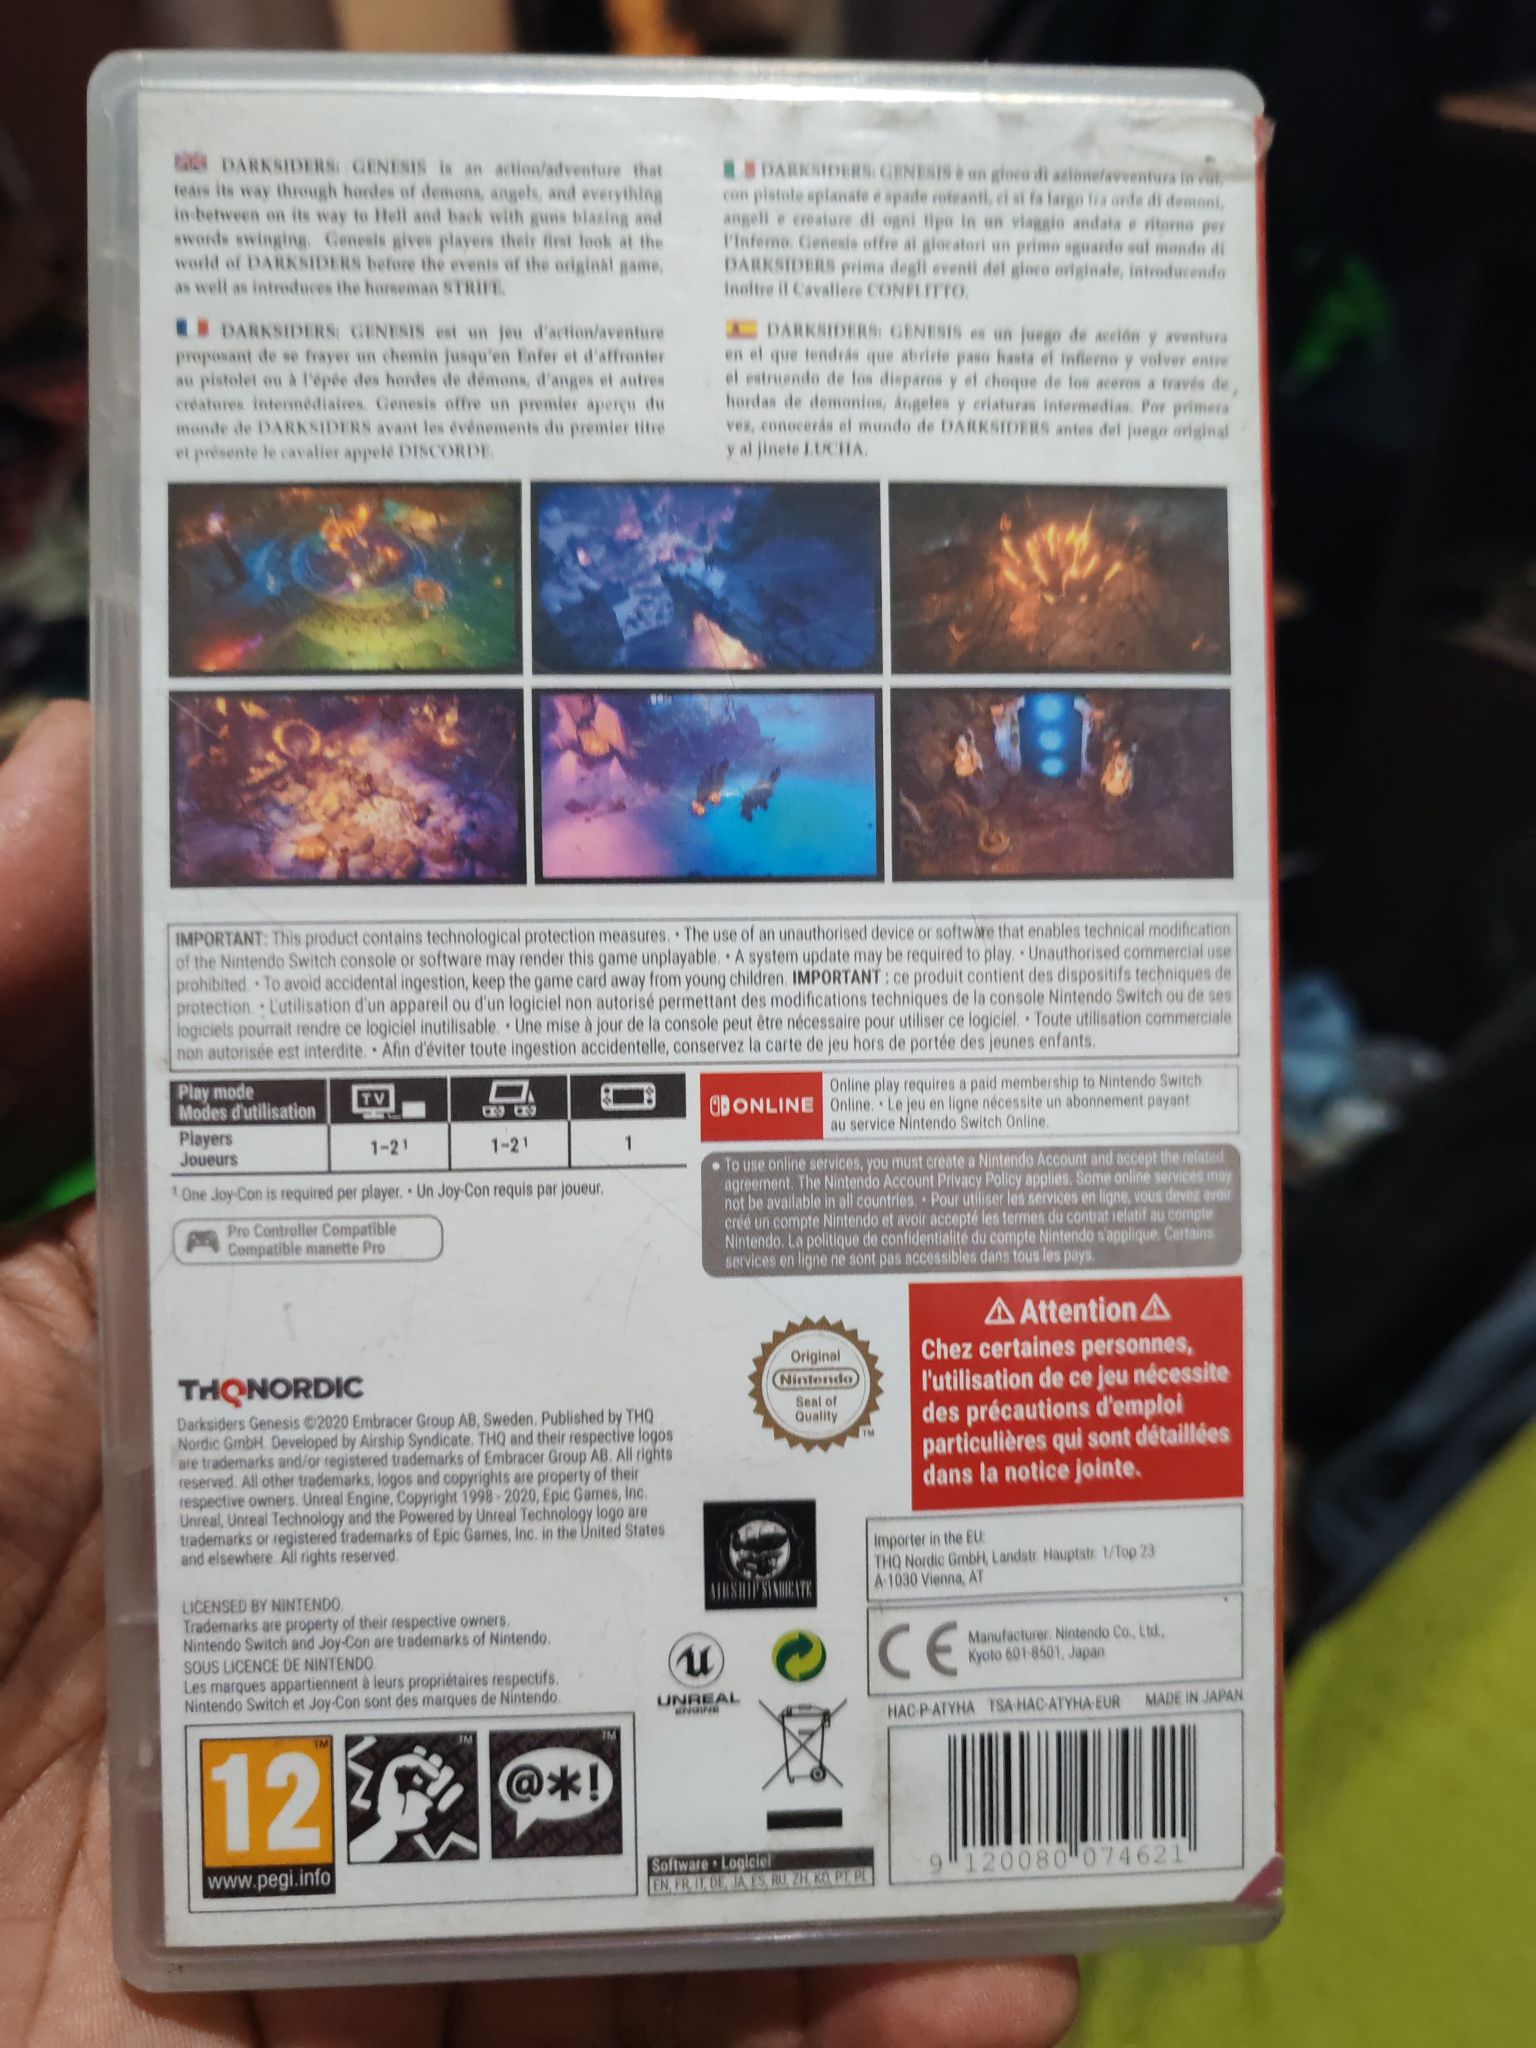 DARKSIDERS: GENESIS is an action/adventure that
tears its way through hordes of demons, angels, and everything
in-between on its way to Hell and back with guns blazing and
swords swinging. Genesis gives players their first look at the
world of DARKSIDERS before the events of the original game,
as well as introduces the horseman STRIFE.
DARKSIDERS: GENESIS è un gioco di azione/avventura in cui,
con pistole spianate e spade roteanti, ci si fa largo tra orde di demoni,
angeli e creature di ogni tipo in un viaggio andata e ritorno per
l'Inferno. Genesis offre ai giocatori un primo sguardo sul mondo di
DARKSIDERS prima degli eventi del gioco originale, introducendo
inoltre il Cavaliere CONFLITTO.
DARKSIDERS: GENESIS est un jeu d'action/aventure
proposant de se frayer un chemin jusqu'en Enfer et d'affronter
au pistolet ou à l'épée des hordes de démons, d'anges et autres
créatures intermédiaires. Genesis offre un premier aperçu du
monde de DARKSIDERS avant les événements du premier titre
et présente le cavalier appelé DISCORDE.
DARKSIDERS: GENESIS es un juego de acción y aventura
en el que tendrás que abrirte paso hasta el infierno y volver entre
el estruendo de los disparos y el choque de los aceros a través de
hordas de demonios, ángeles y criaturas intermedias. Por primera
vez, conocerás el mundo de DARKSIDERS antes del juego original
y al jinete LUCHA.
IMPORTANT: This product contains technological protection measures. • The use of an unauthorised device or software that enables technical modification
of the Nintendo Switch console or software may render this game unplayable. • A system update may be required to play. • Unauthorised commercial use
prohibited. • To avoid accidental ingestion, keep the game card away from young children. IMPORTANT : ce produit contient des dispositifs techniques de
protection. • L'utilisation d'un appareil ou d'un logiciel non autorisé permettant des modifications techniques de la console Nintendo Switch ou de ses
logiciels pourrait rendre ce logiciel inutilisable. • Une mise à jour de la console peut être nécessaire pour utiliser ce logiciel. • Toute utilisation commerciale
non autorisée est interdite. • Afin d'éviter toute ingestion accidentelle, conservez la carte de jeu hors de portée des jeunes enfants.
Play mode
Modes d'utilisation
TV
Players
Joueurs
1-2¹
1-2¹
1
¹ One Joy-Con is required per player. • Un Joy-Con requis par joueur.
Pro Controller Compatible
Compatible manette Pro
ONLINE
Online play requires a paid membership to Nintendo Switch
Online. • Le jeu en ligne nécessite un abonnement payant
au service Nintendo Switch Online.
• To use online services, you must create a Nintendo Account and accept the related
agreement. The Nintendo Account Privacy Policy applies. Some online services may
not be available in all countries. • Pour utiliser les services en ligne, vous devez avoir
créé un compte Nintendo et avoir accepté les termes du contrat relatif au compte
Nintendo. La politique de confidentialité du compte Nintendo s'applique. Certains
services en ligne ne sont pas accessibles dans tous les pays.
THQNORDIC
Darksiders Genesis ©2020 Embracer Group AB, Sweden. Published by THQ
Nordic GmbH. Developed by Airship Syndicate. THQ and their respective logos
are trademarks and/or registered trademarks of Embracer Group AB. All rights
reserved. All other trademarks, logos and copyrights are property of their
respective owners. Unreal Engine, Copyright 1998 - 2020, Epic Games, Inc.
Unreal, Unreal Technology and the Powered by Unreal Technology logo are
trademarks or registered trademarks of Epic Games, Inc. in the United States
and elsewhere. All rights reserved.
LICENSED BY NINTENDO.
Trademarks are property of their respective owners.
Nintendo Switch and Joy-Con are trademarks of Nintendo.
SOUS LICENCE DE NINTENDO.
Les marques appartiennent à leurs propriétaires respectifs.
Nintendo Switch et Joy-Con sont des marques de Nintendo.
Original
Nintendo
Seal of
Quality
TM
⚠ Attention ⚠
Chez certaines personnes,
l'utilisation de ce jeu nécessite
des précautions d'emploi
particulières qui sont détaillées
dans la notice jointe.
AIRSHIP SYNDICATE
Importer in the EU:
THQ Nordic GmbH, Landstr. Hauptstr. 1/Top 23
A-1030 Vienna, AT
CE
Manufacturer: Nintendo Co., Ltd.,
Kyoto 601-8501, Japan
UNREAL
ENGINE
HAC-P-ATYHA TSA-HAC-ATYHA-EUR MADE IN JAPAN
9 120080 074621
12
TM
www.pegi.info
TM
@*!
TM
Software • Logiciel
EN, FR, IT, DE, JA, ES, RU, ZH, KO, PT, PL